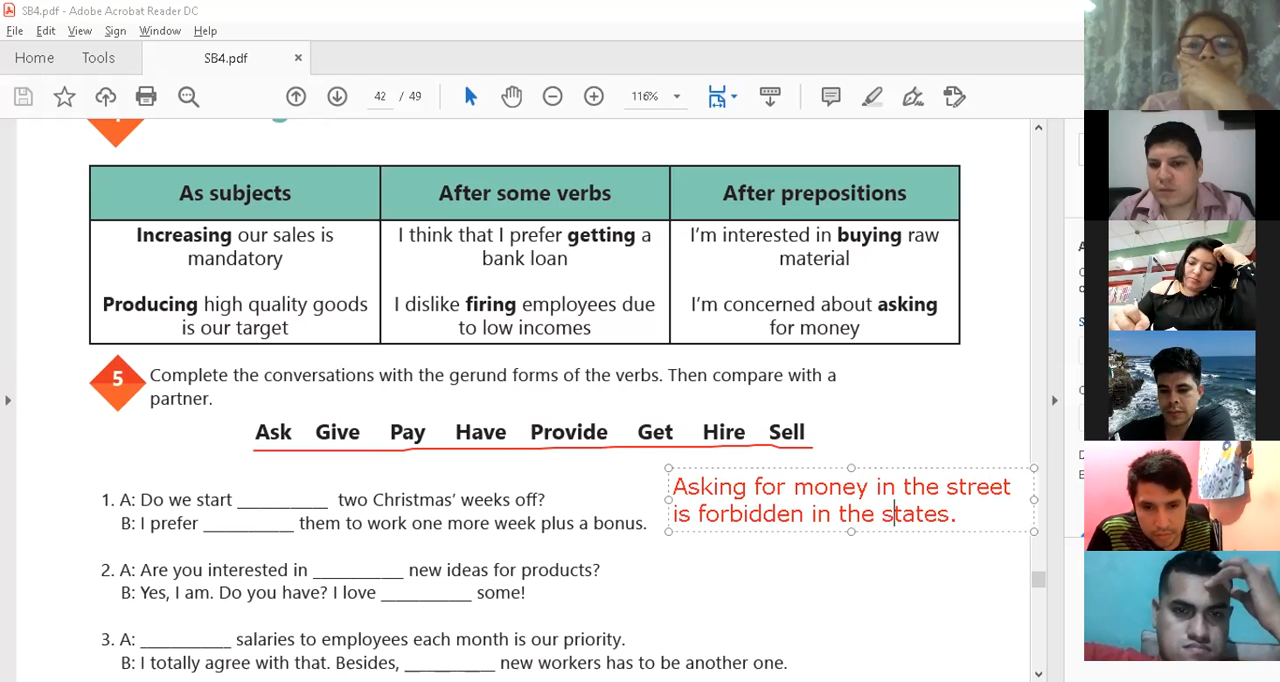 SB4.pdf - Adobe Acrobat Reader DC
File Edit View Sign Window Help
Home Tools SB4.pdf ×
42 / 49 116%
As subjects After some verbs After prepositions
Increasing our sales is mandatory
Producing high quality goods is our target
I think that I prefer getting a bank loan
I dislike firing employees due to low incomes
I'm interested in buying raw material
I'm concerned about asking for money
5 Complete the conversations with the gerund forms of the verbs. Then compare with a
partner.
Ask Give Pay Have Provide Get Hire Sell
1. A: Do we start __________ two Christmas' weeks off?
B: I prefer __________ them to work one more week plus a bonus.
Asking for money in the street
is forbidden in the states.
2. A: Are you interested in __________ new ideas for products?
B: Yes, I am. Do you have? I love __________ some!
3. A: __________ salaries to employees each month is our priority.
B: I totally agree with that. Besides, __________ new workers has to be another one.